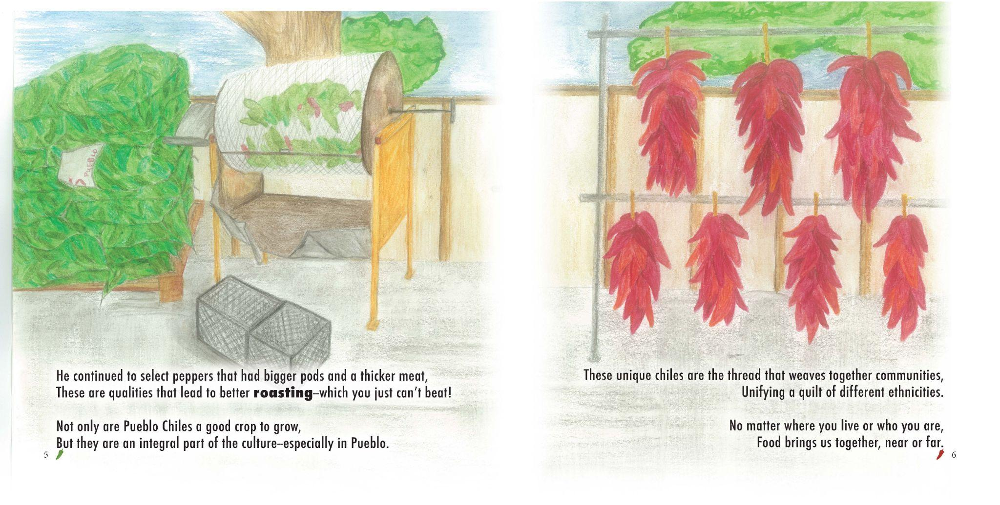 S
PUEBLO
He continued to select peppers that had bigger pods and a thicker meat,
These are qualities that lead to better roasting–which you just can't beat!
Not only are Pueblo Chiles a good crop to grow,
But they are an integral part of the culture--especially in Pueblo.
5
These unique chiles are the thread that weaves together communities,
Unifying a quilt of different ethnicities.
No matter where you live or who you are,
Food brings us together, near or far.
6